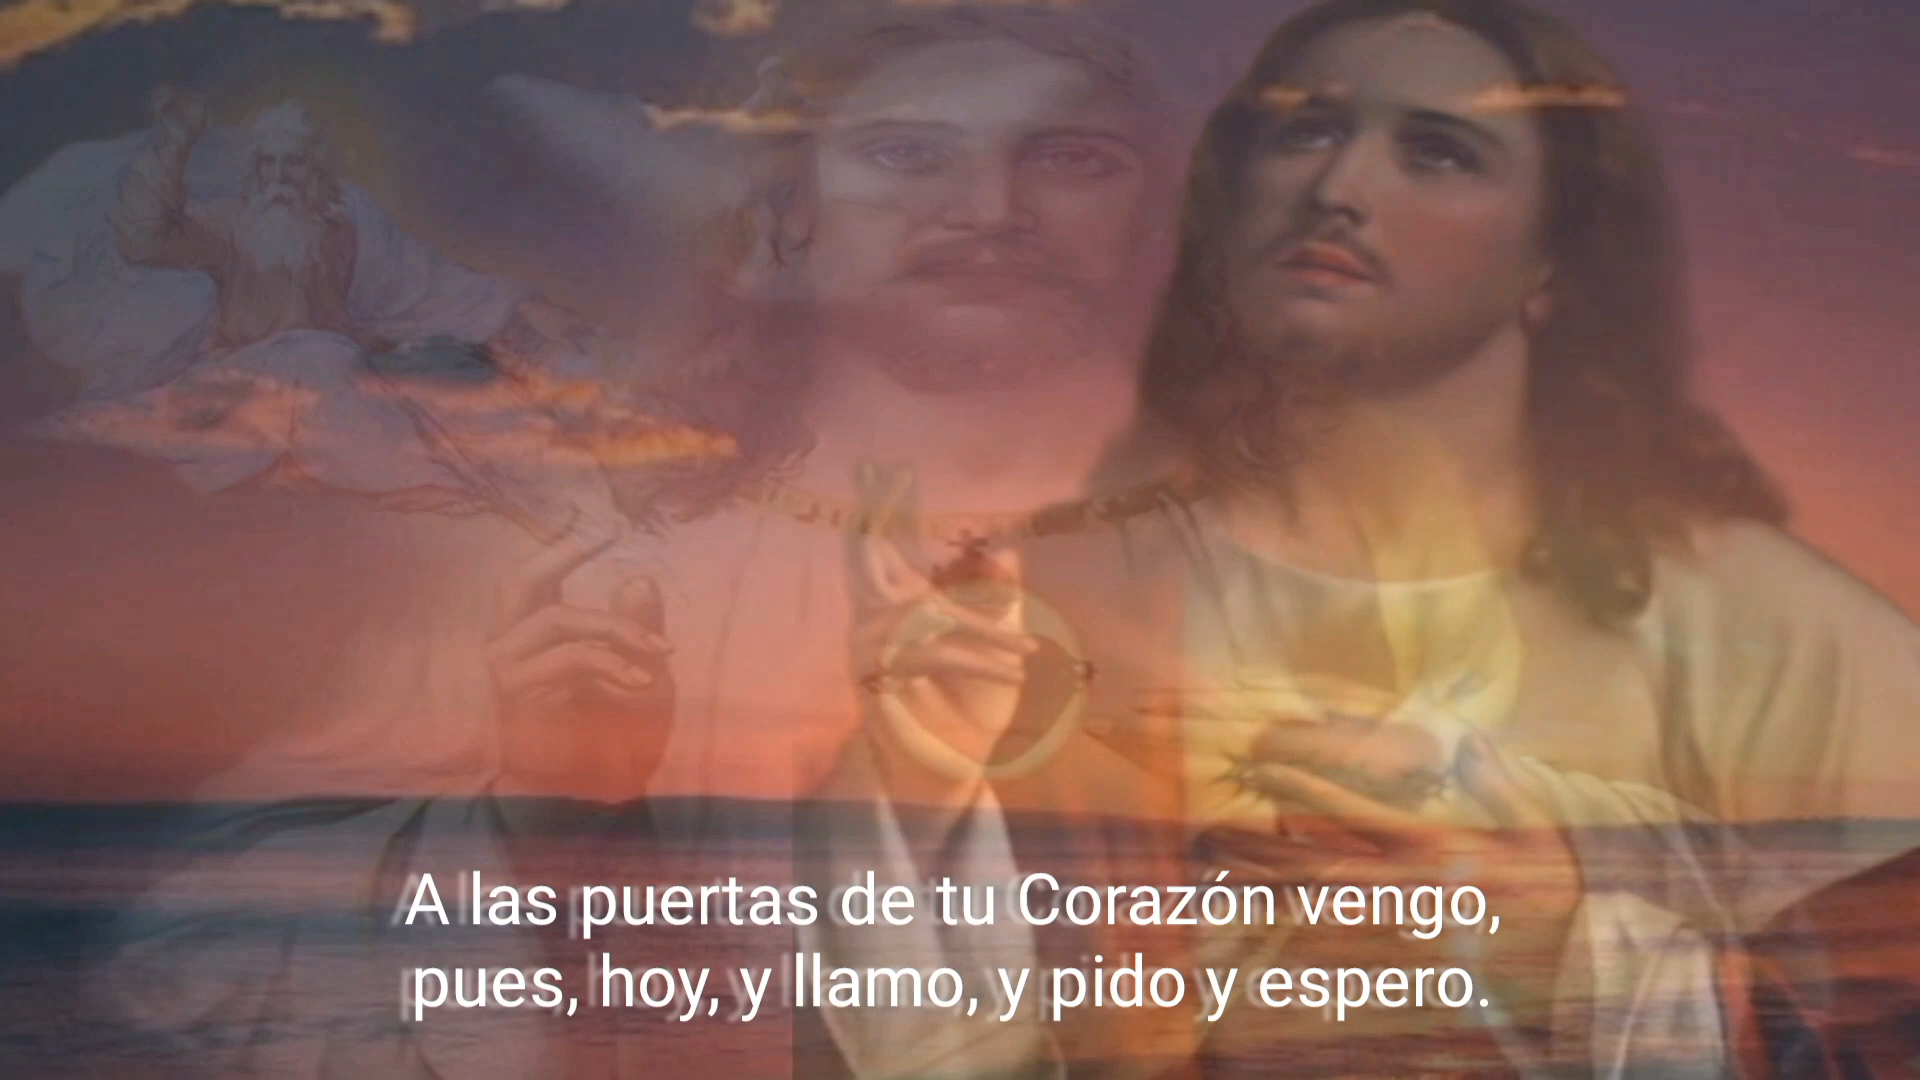 A las puertas de tu Corazón vengo,
pues, hoy, y llamo, y pido y espero.